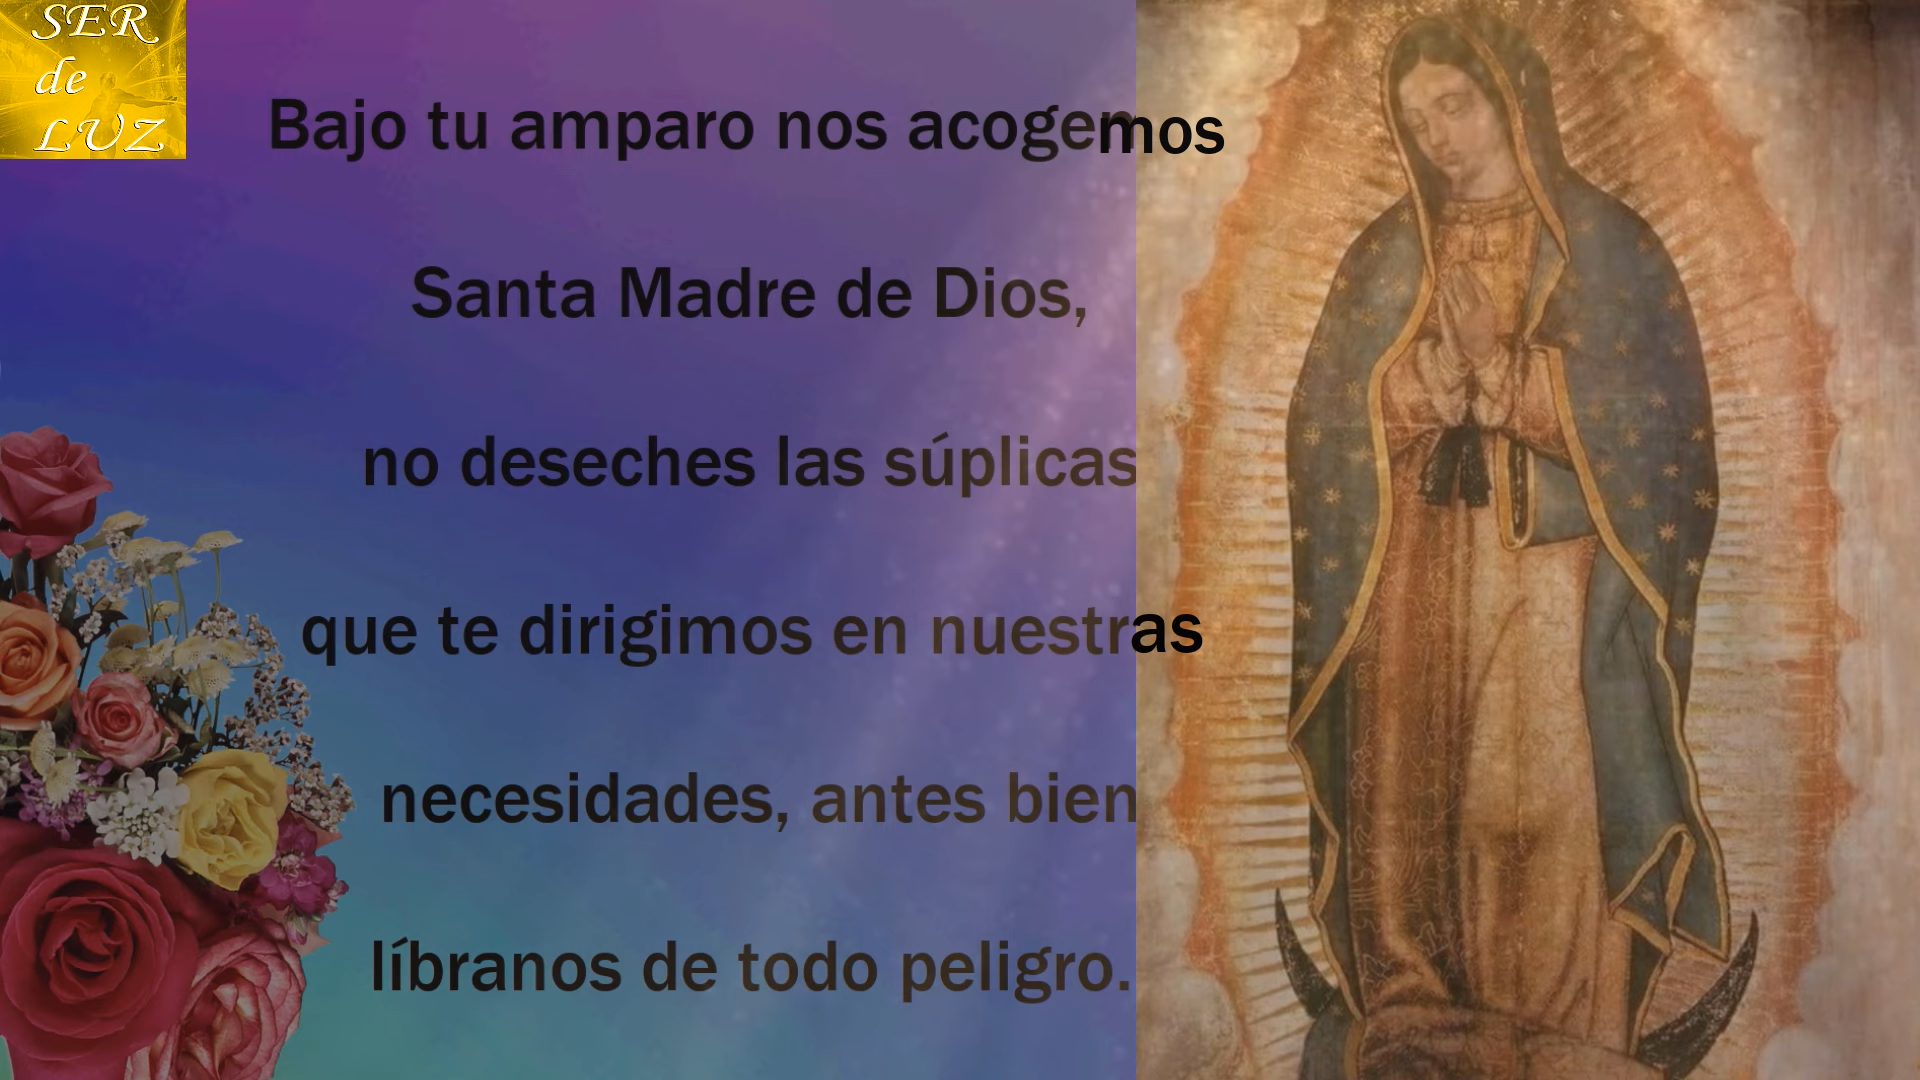 SER
de
LUZ
Bajo tu amparo nos acogemos
Santa Madre de Dios,
no deseches las súplicas
que te dirigimos en nuestras
necesidades, antes bien
líbranos de todo peligro.